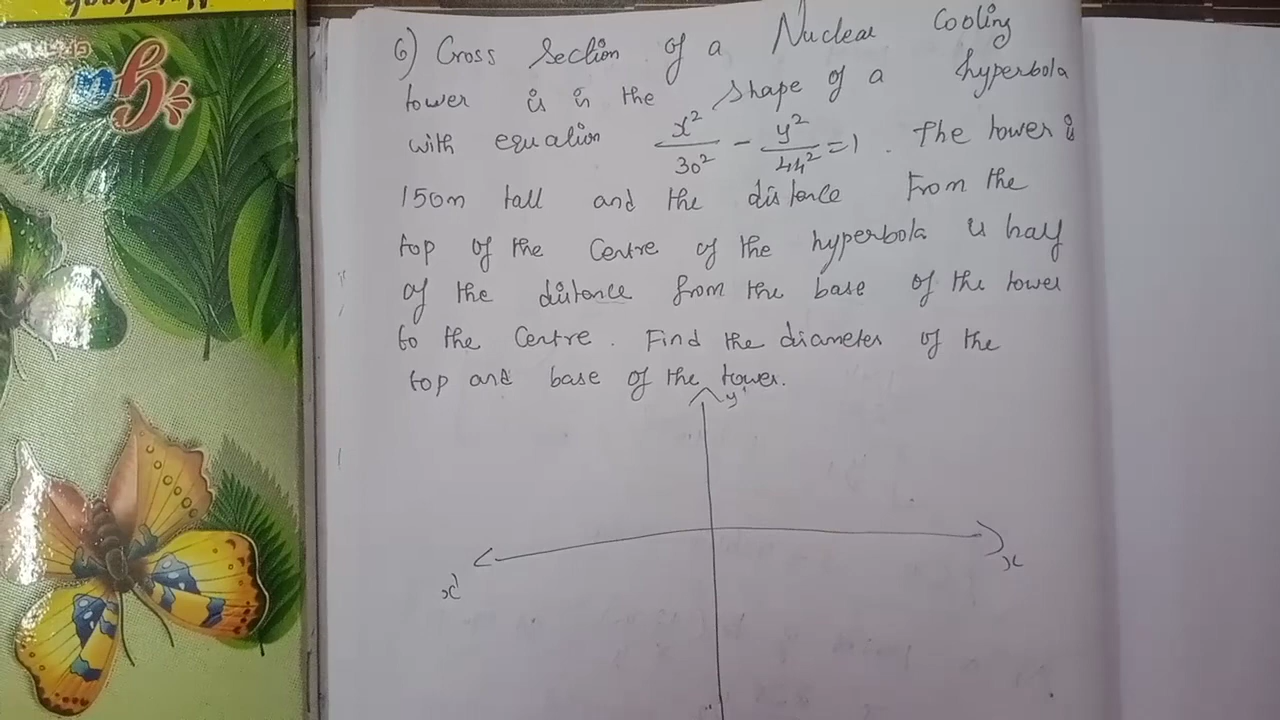 6) Cross Section of a Nuclear Cooling
tower is in the shape of a hyperbola
with equation x²/30² - y²/44² = 1 . The tower is
150m tall and the distance from the
top of the Centre of the hyperbola is half
of the distance from the base of the tower
to the Centre . Find the diameter of the
top and base of the tower.
y'
x' x